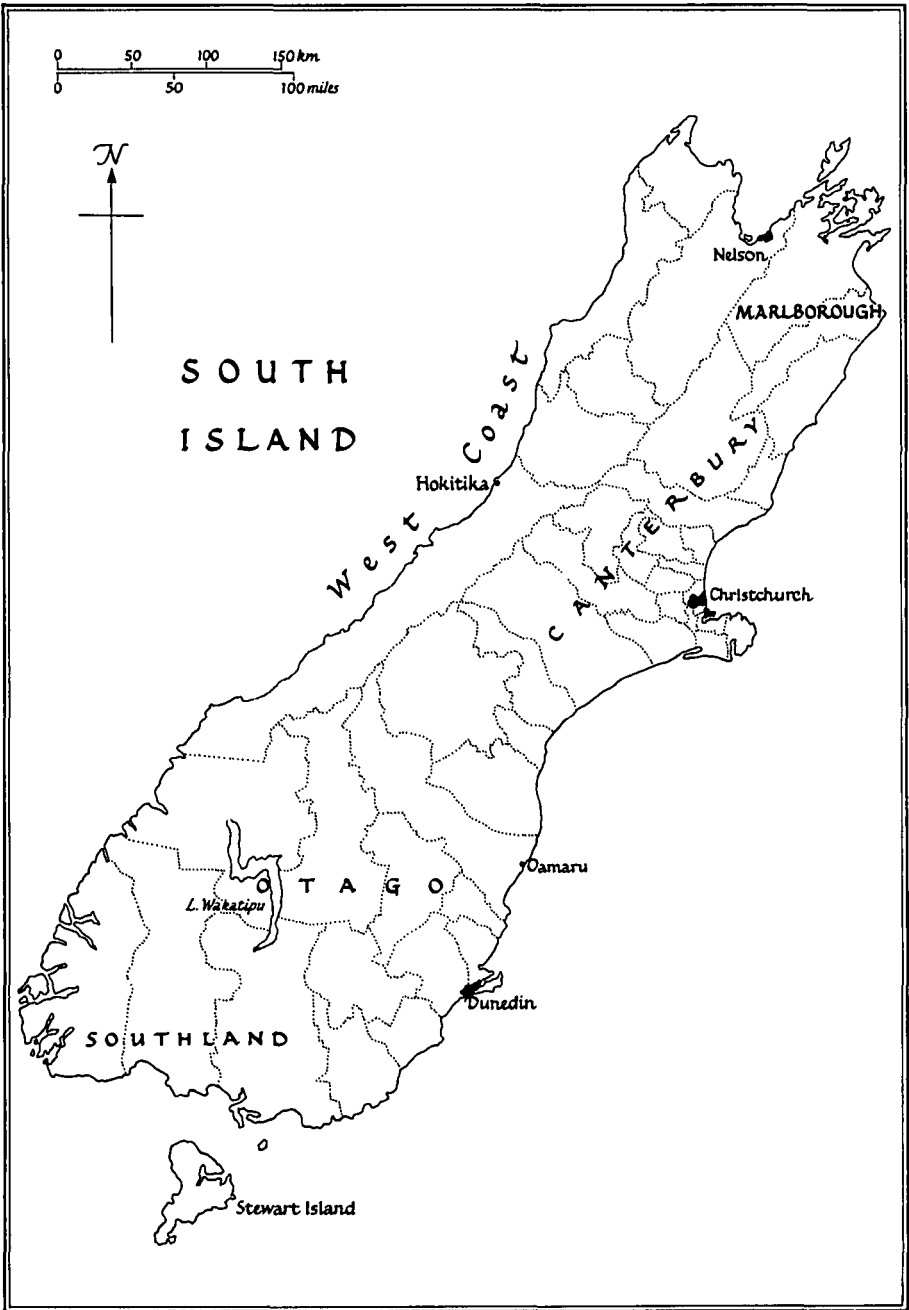 0 50 100 150 km
0 50 100 miles
N
SOUTH
ISLAND
Nelson
MARLBOROUGH
West Coast
Hokitika
CANTERBURY
Christchurch
Oamaru
OTAGO
L. Wakatipu
Dunedin
SOUTHLAND
Stewart Island